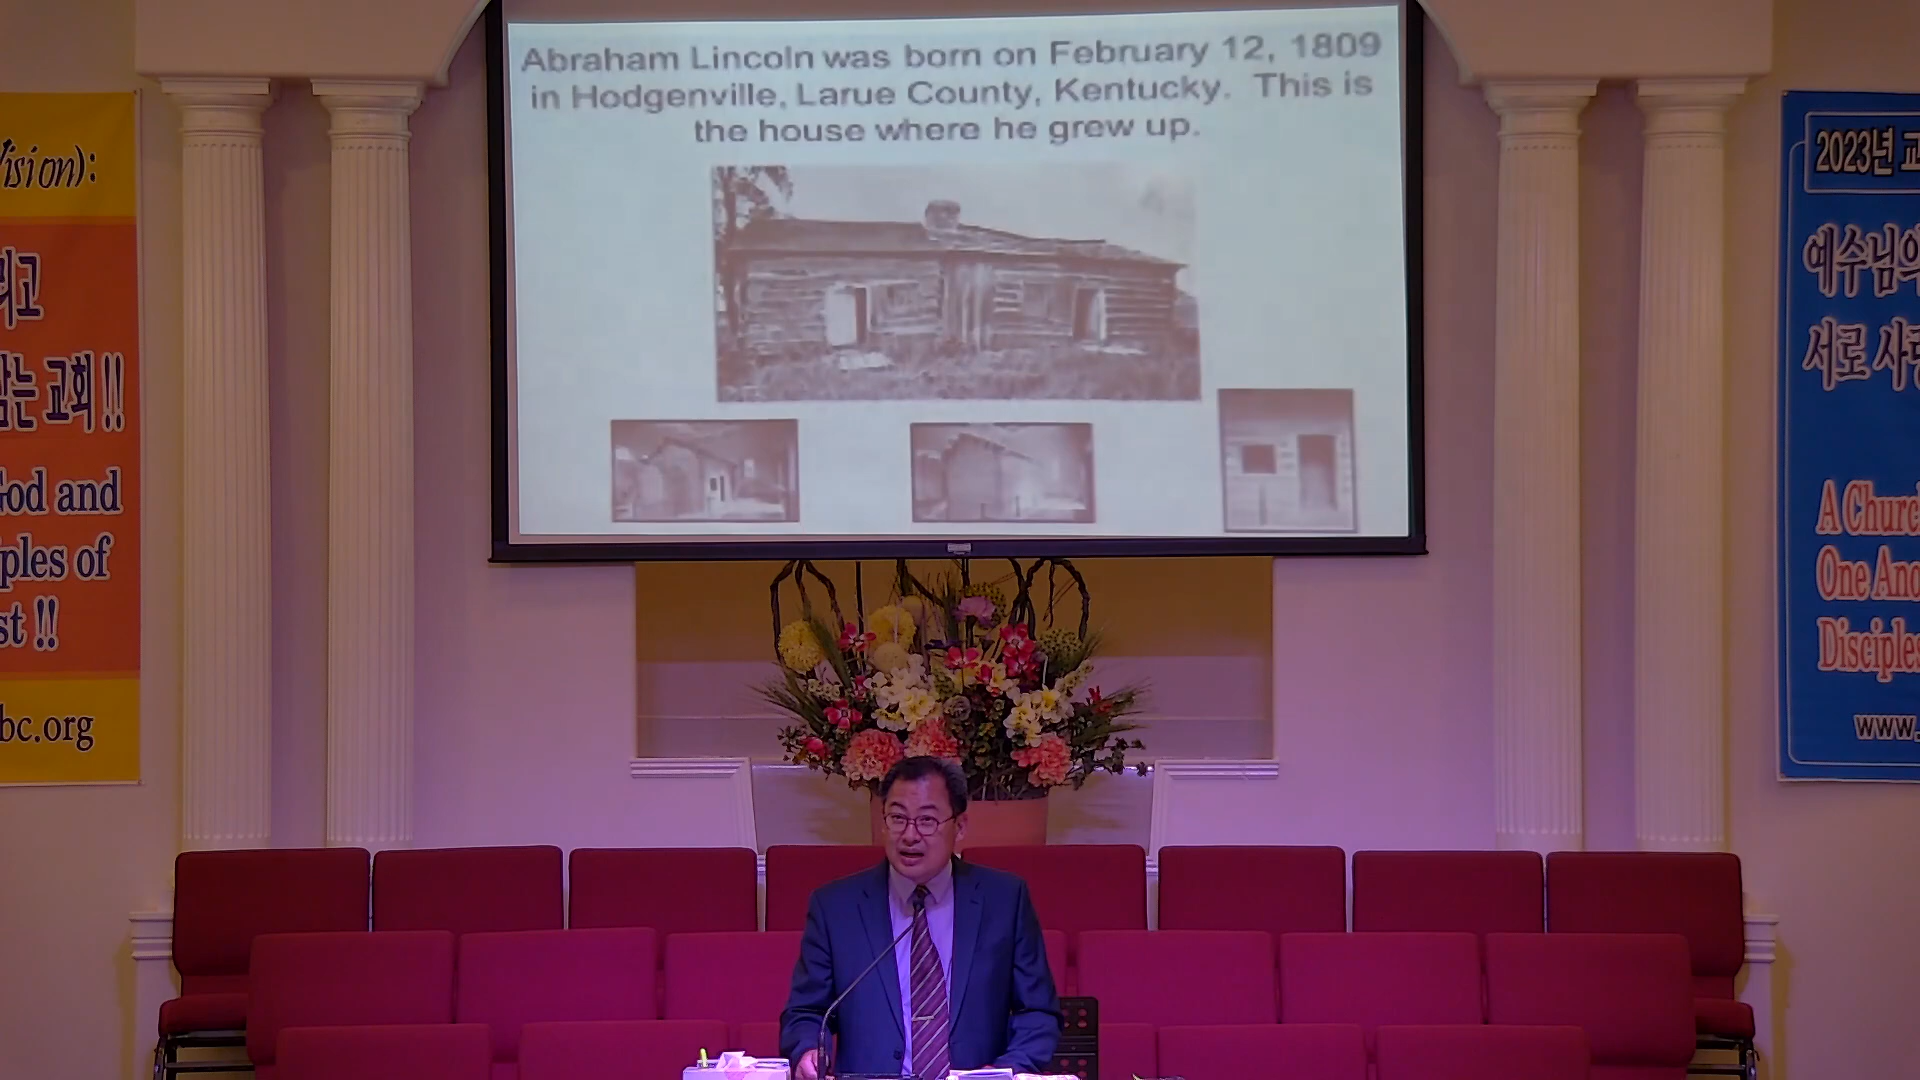 Abraham Lincoln was born on February 12, 1809
in Hodgenville, Larue County, Kentucky. This is
the house where he grew up.
ision):
리고
는 교회 !!
God and
ples of
st !!
bc.org
2023년 교
예수님의
서로 사랑
A Church
One And
Disciples
www.